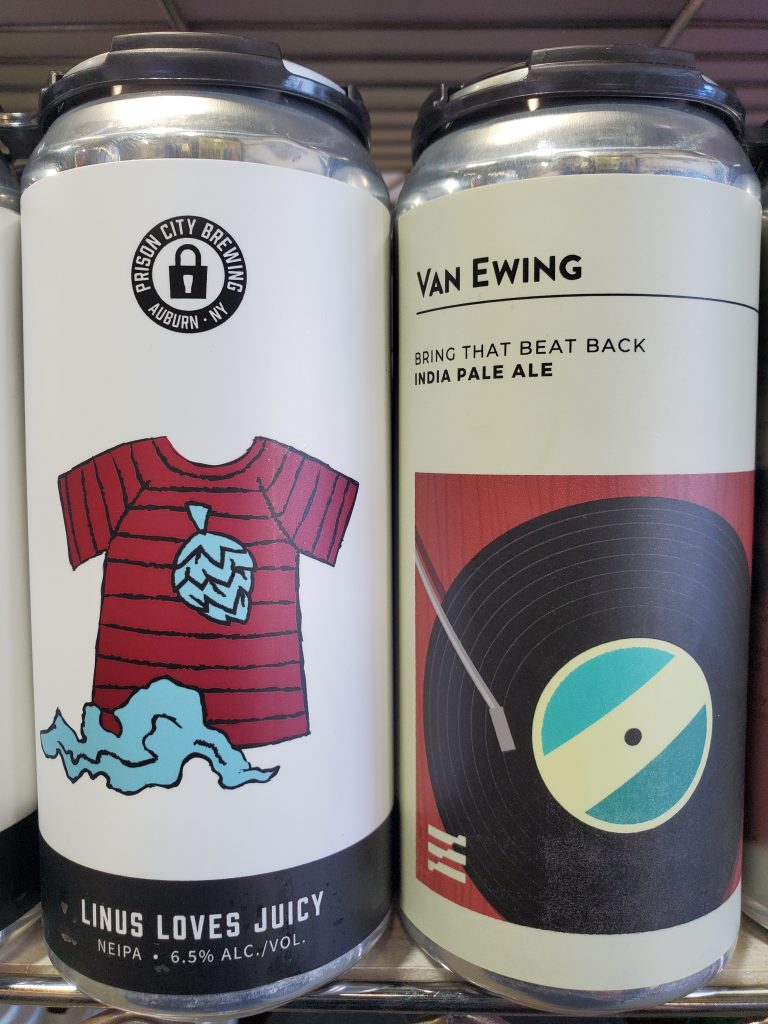 PRISON CITY BREWING
AUBURN · NY
LINUS LOVES JUICY
NEIPA • 6.5% ALC./VOL.
VAN EWING
BRING THAT BEAT BACK
INDIA PALE ALE